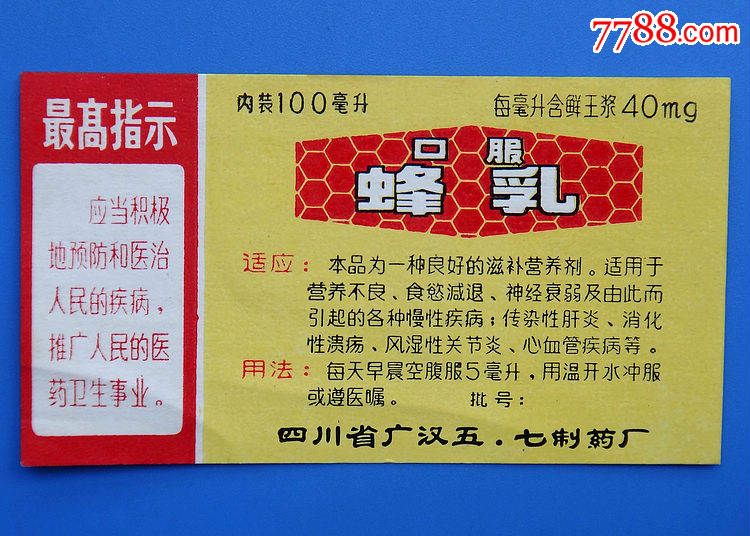 7788.com
最高指示
应当积极
地预防和医治
人民的疾病，
推广人民的医
药卫生事业。
内装100毫升
每毫升含鲜王浆40mg
口服
蜂乳
适应：本品为一种良好的滋补营养剂。适用于
营养不良、食慾減退、神经衰弱及由此而
引起的各种慢性疾病；传染性肝炎、消化
性溃疡、风湿性关节炎、心血管疾病等。
用法：每天早晨空腹服5毫升，用温开水冲服
或遵医嘱。 批号：
四川省广汉五·七制药厂